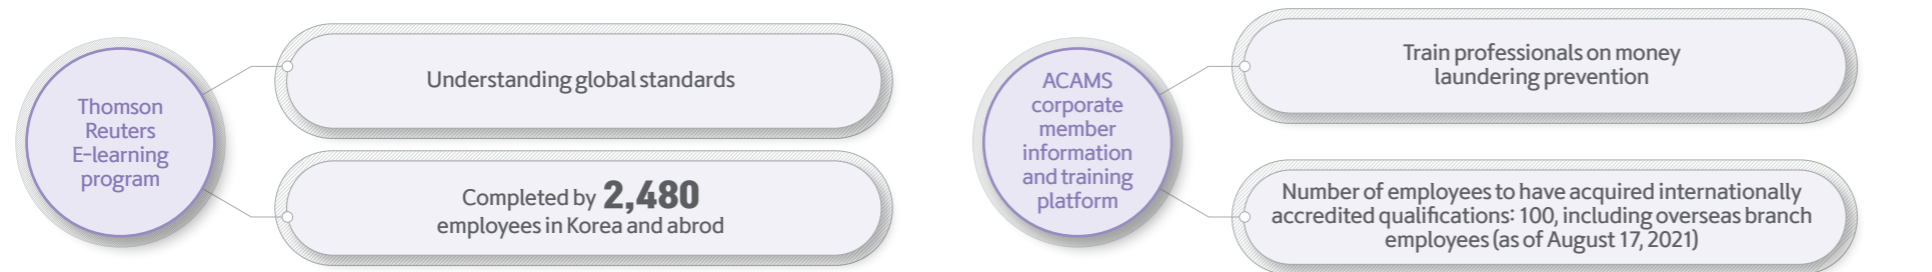 Thomson
Reuters
E-learning
program
Understanding global standards
Completed by 2,480
employees in Korea and abrod
ACAMS
corporate
member
information
and training
platform
Train professionals on money
laundering prevention
Number of employees to have acquired internationally
accredited qualifications: 100, including overseas branch
employees (as of August 17, 2021)